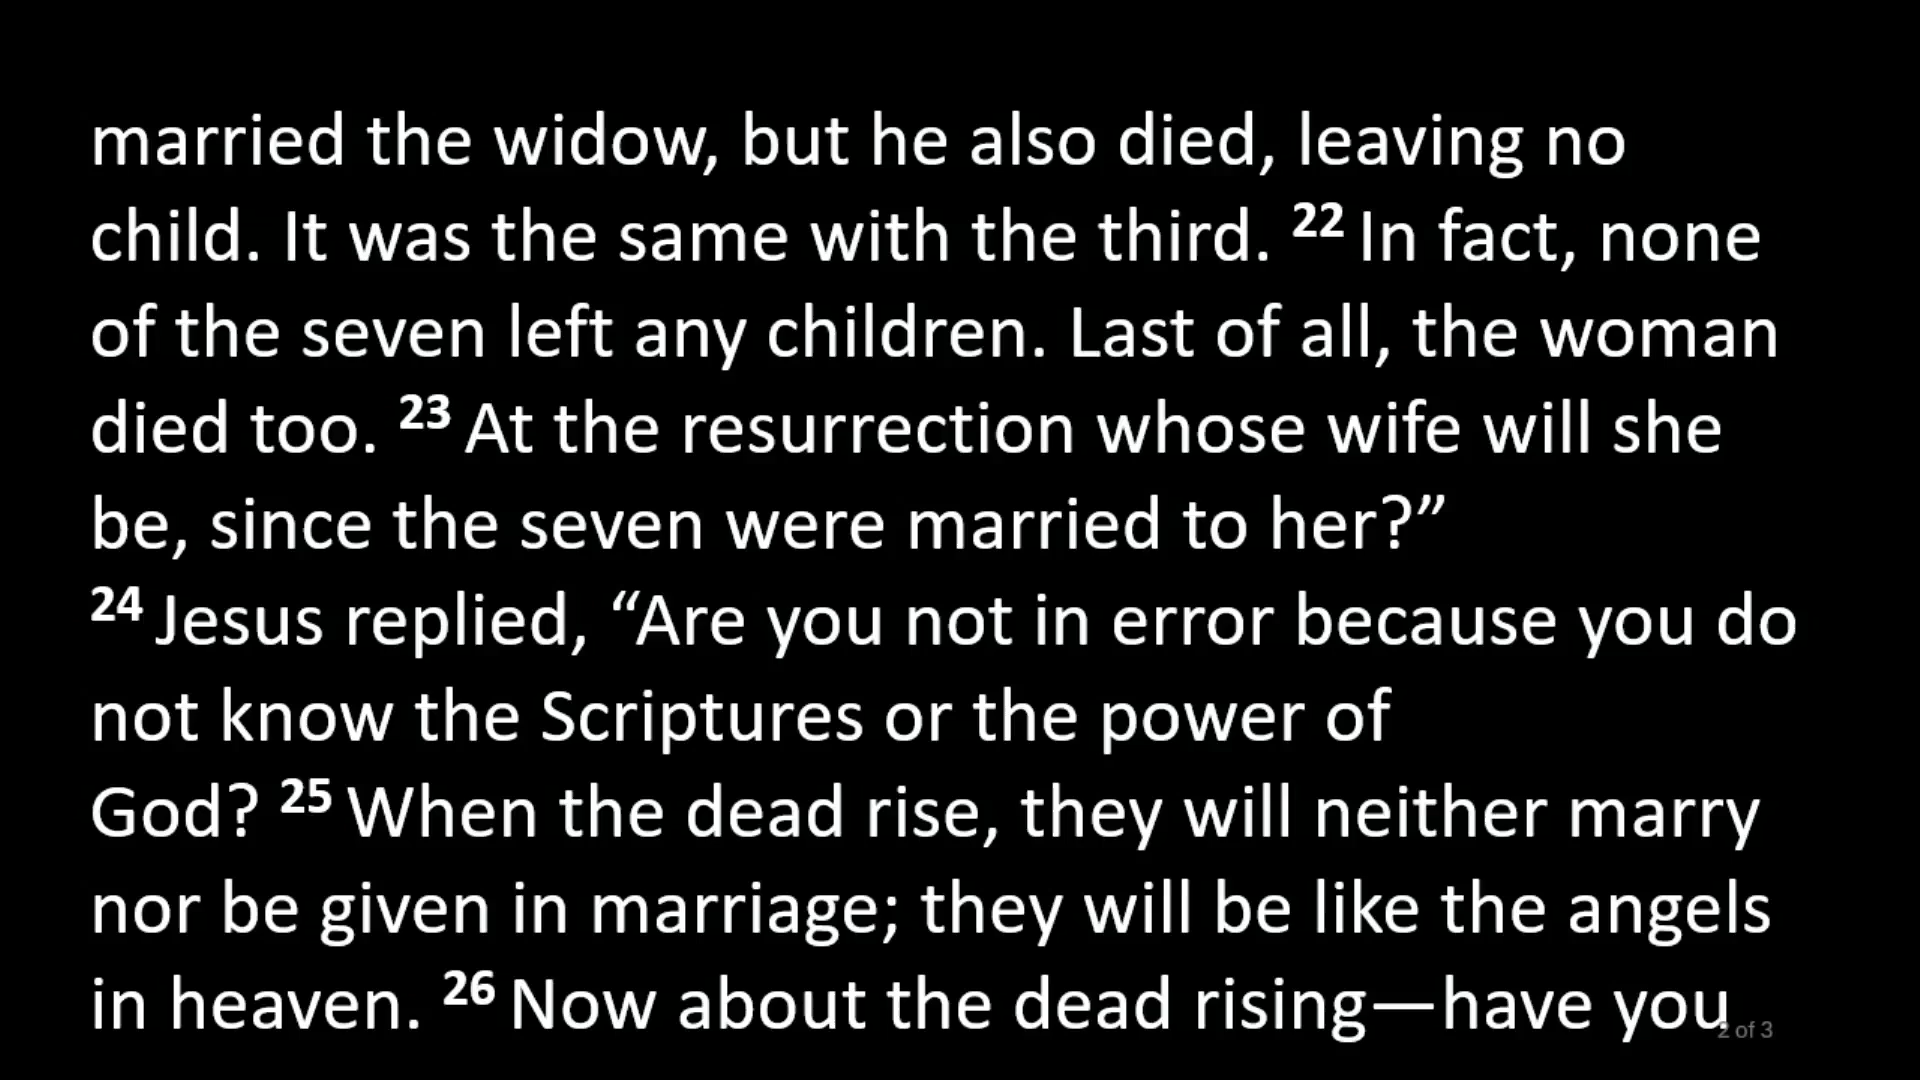 married the widow, but he also died, leaving no
child. It was the same with the third. 22 In fact, none
of the seven left any children. Last of all, the woman
died too. 23 At the resurrection whose wife will she
be, since the seven were married to her?”
24 Jesus replied, “Are you not in error because you do
not know the Scriptures or the power of
God? 25 When the dead rise, they will neither marry
nor be given in marriage; they will be like the angels
in heaven. 26 Now about the dead rising—have you
2 of 3